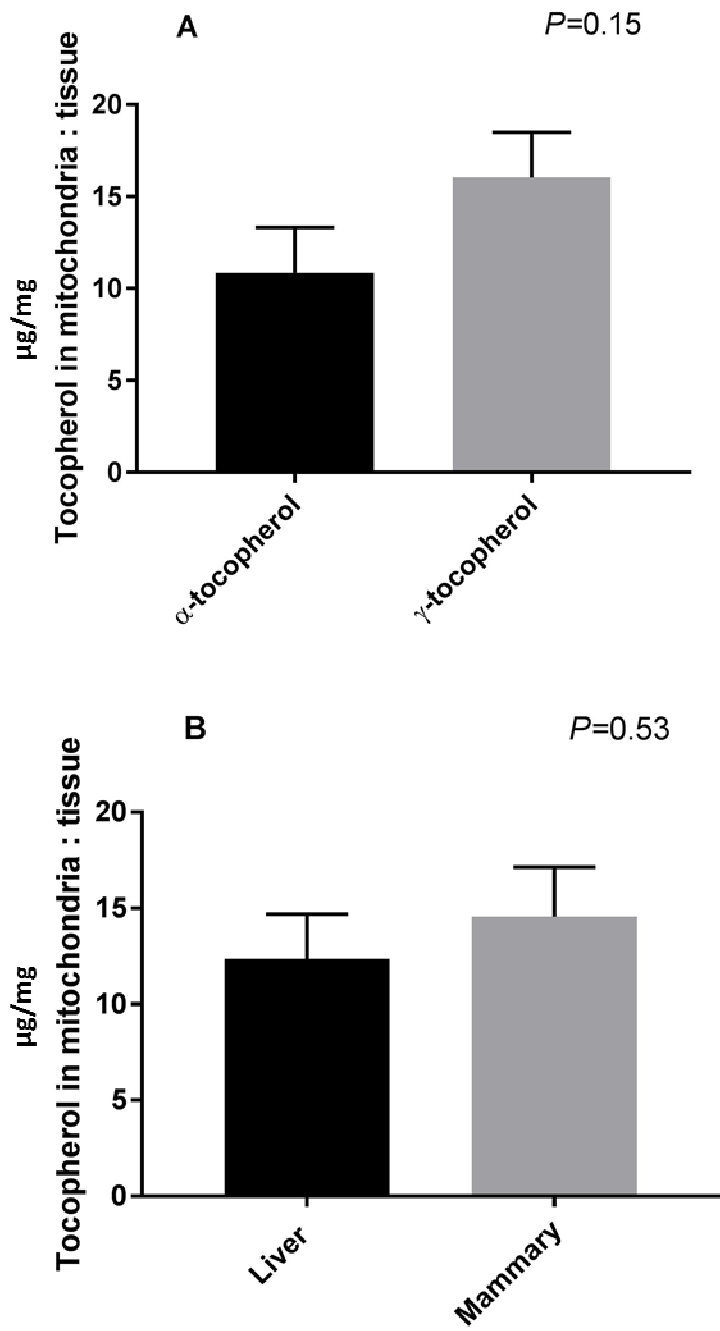 A
P=0.15
Tocopherol in mitochondria : tissue
µg/mg
20
15
10
5
0
α-tocopherol
γ-tocopherol
B
P=0.53
Tocopherol in mitochondria : tissue
µg/mg
20
15
10
5
0
Liver
Mammary